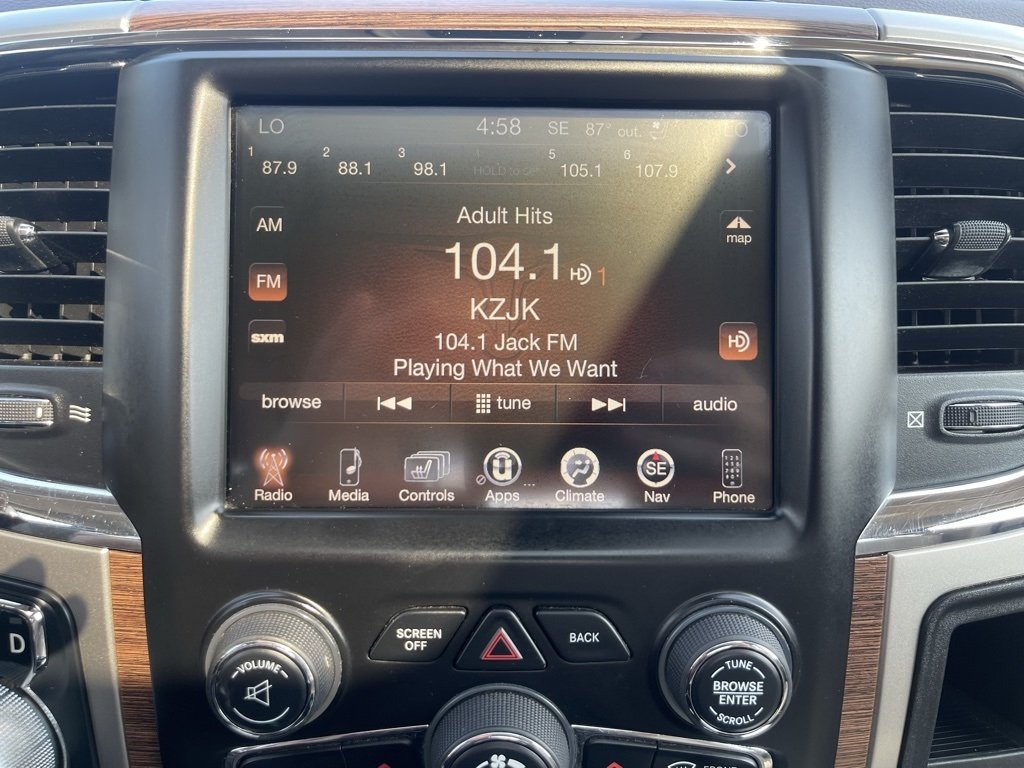 LO 4:58 SE 87° out. LO
1 87.9 2 88.1 3 98.1 4 HOLD to set 5 105.1 6 107.9 >
Adult Hits
AM
map
104.1 HD 1
FM
KZJK
sxm
104.1 Jack FM
HD
Playing What We Want
browse tune audio
SE
Radio Media Controls Apps Climate Nav Phone
SCREEN OFF
BACK
D
VOLUME
TUNE
BROWSE
ENTER
SCROLL
FRONT